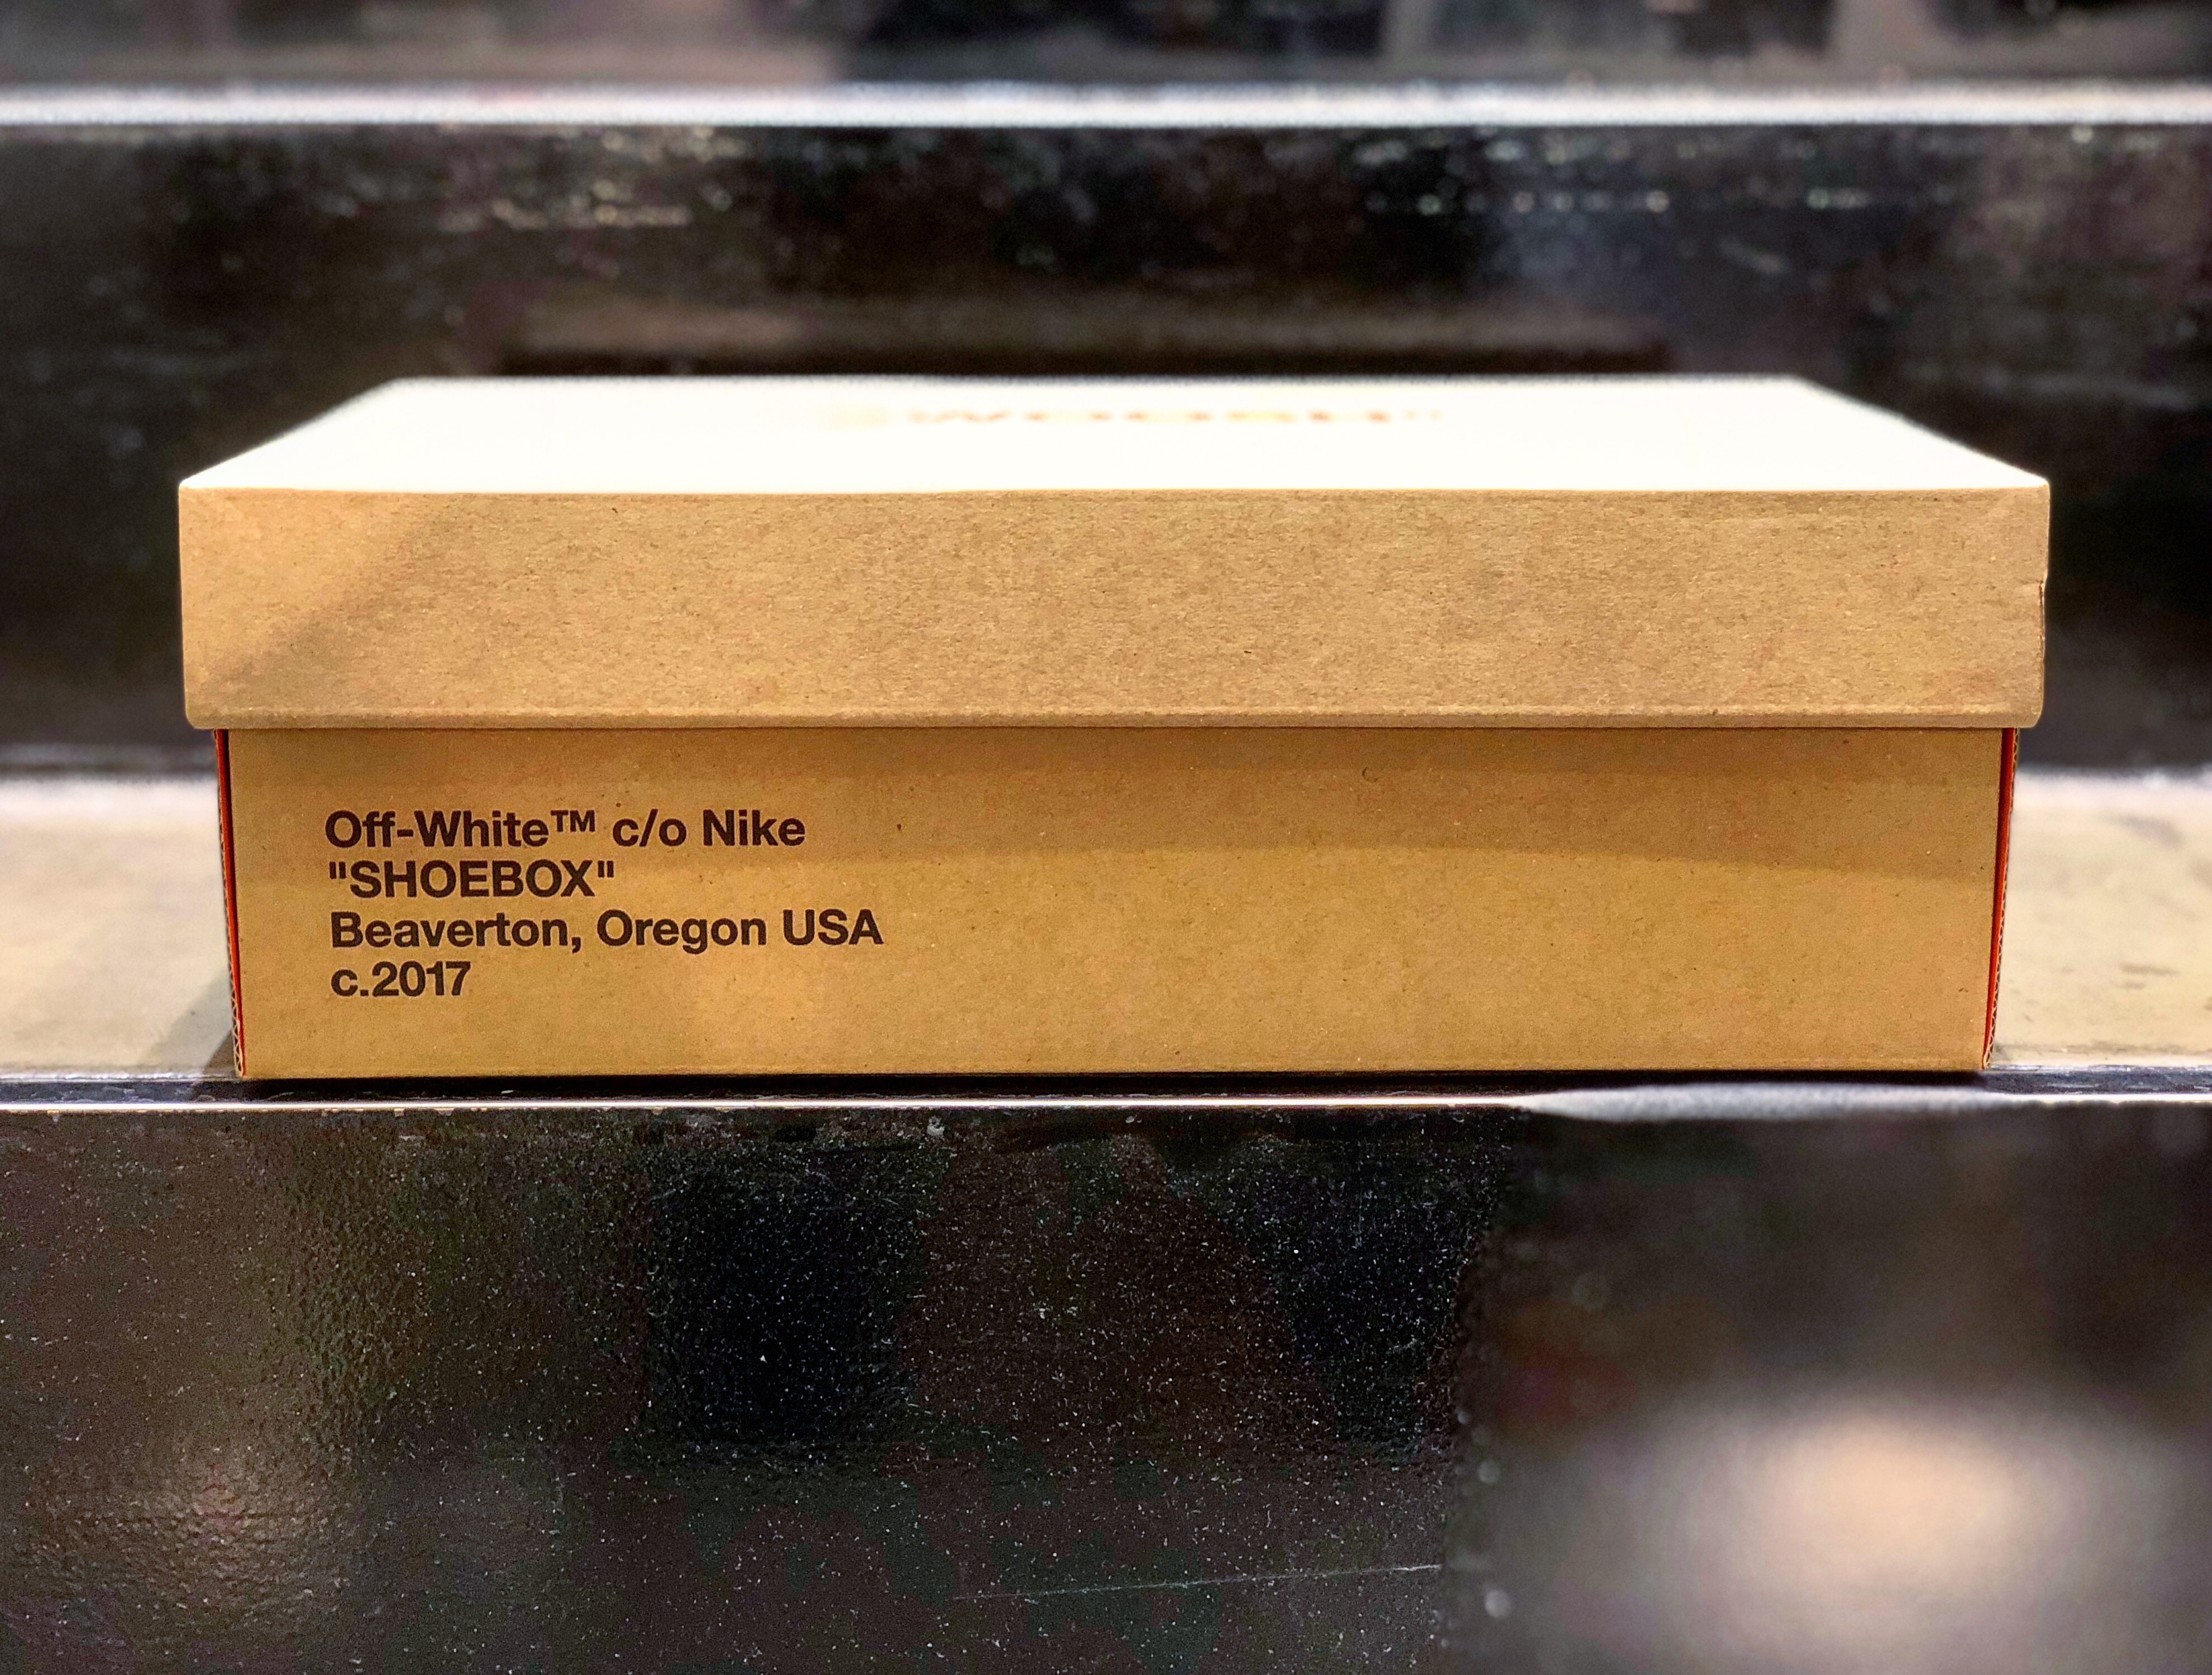 Off-White™ c/o Nike
"SHOEBOX"
Beaverton, Oregon USA
c.2017